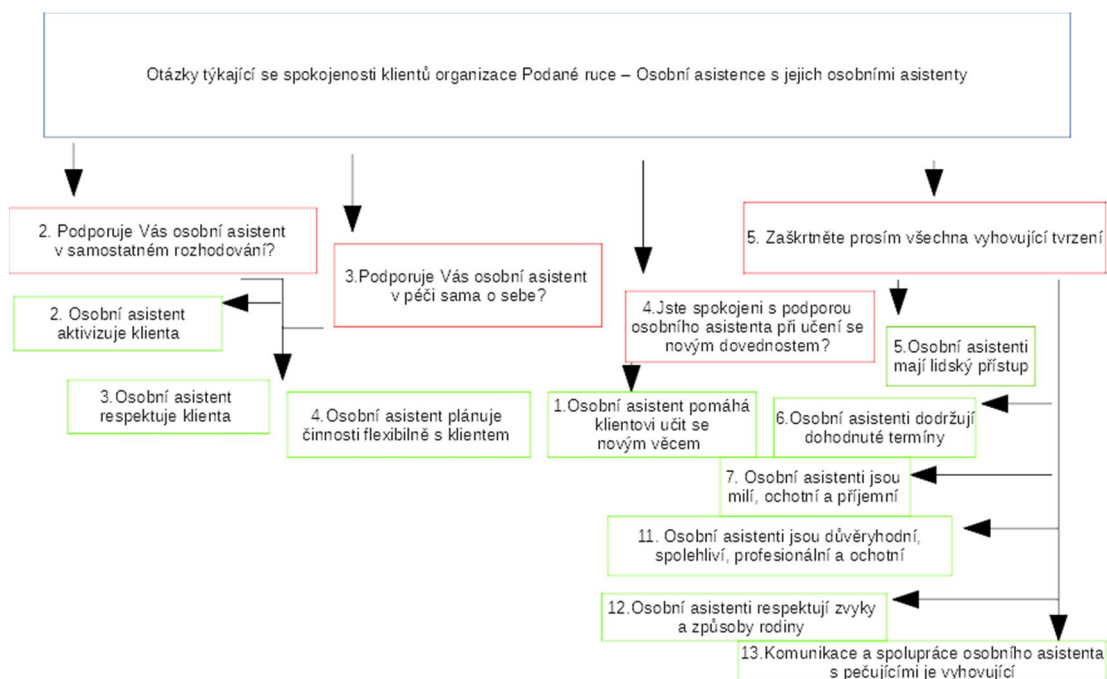 Otázky týkající se spokojenosti klientů organizace Podané ruce – Osobní asistence s jejich osobními asistenty
2. Podporuje Vás osobní asistent
v samostatném rozhodování?
3.Podporuje Vás osobní asistent
v péči sama o sebe?
4.Jste spokojeni s podporou
osobního asistenta při učení se
novým dovednostem?
5. Zaškrtněte prosím všechna vyhovující tvrzení
2. Osobní asistent
aktivizuje klienta
3.Osobní asistent
respektuje klienta
4.Osobní asistent plánuje
činnosti flexibilně s klientem
1.Osobní asistent pomáhá
klientovi učit se
novým věcem
5.Osobní asistenti
mají lidský přístup
6.Osobní asistenti dodržují
dohodnuté termíny
7. Osobní asistenti jsou
milí, ochotní a příjemní
11. Osobní asistenti jsou důvěryhodní,
spolehliví, profesionální a ochotní
12.Osobní asistenti respektují zvyky
a způsoby rodiny
13.Komunikace a spolupráce osobního asistenta
s pečujícími je vyhovující